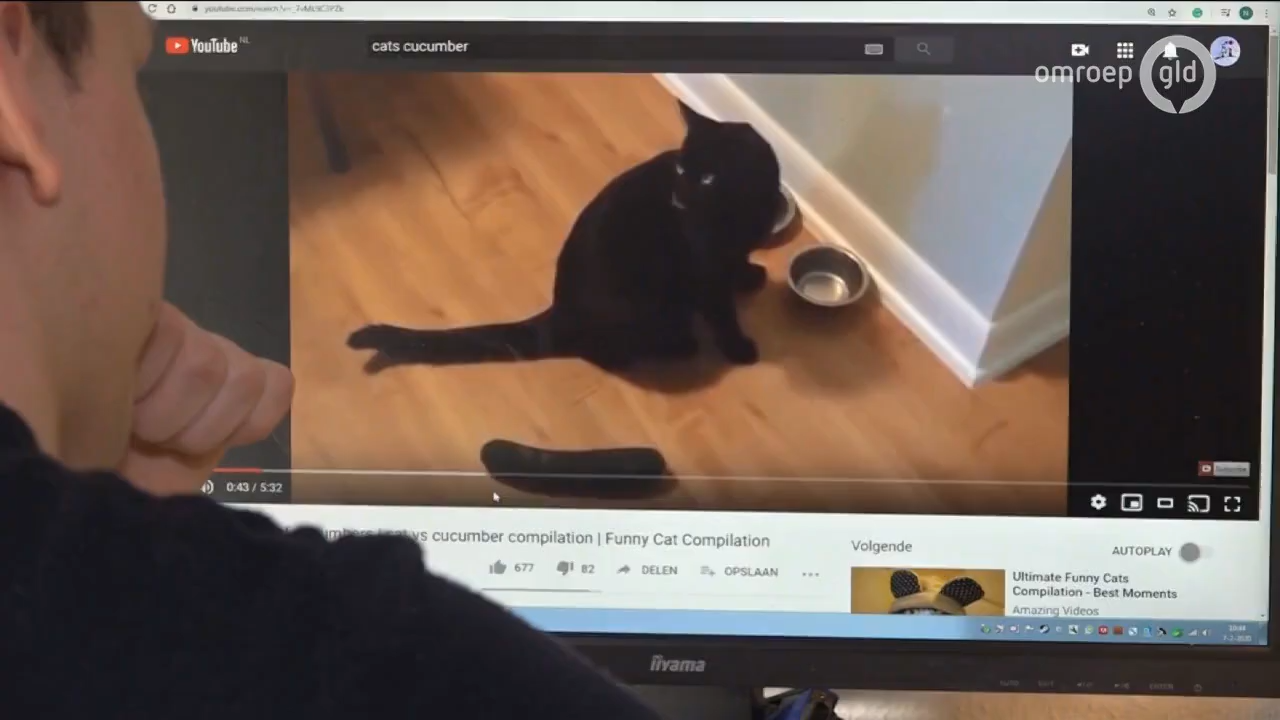 YouTube NL
cats cucumber
omroep gld
0:43 / 5:32
vs cucumber compilation | Funny Cat Compilation
677
82
DELEN
OPSLAAN
Volgende
AUTOPLAY
Ultimate Funny Cats
Compilation - Best Moments
Amazing Videos
iiyama